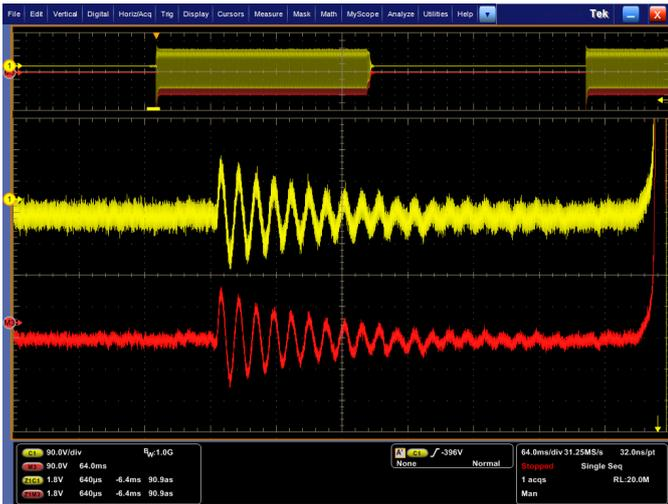 File Edit Vertical Digital Horiz/Acq Trig Display Cursors Measure Mask Math MyScope Analyze Utilities Help Tek X
1
1
M3
C1 90.0V/div BW:1.0G
M3 90.0V 64.0ms
Z1C1 1.8V 640µs -6.4ms 90.9as
Z1M3 1.8V 640µs -6.4ms 90.9as
A' C1 -396V
None Normal
64.0ms/div 31.25MS/s 32.0ns/pt
Stopped Single Seq
1 acqs RL:20.0M
Man